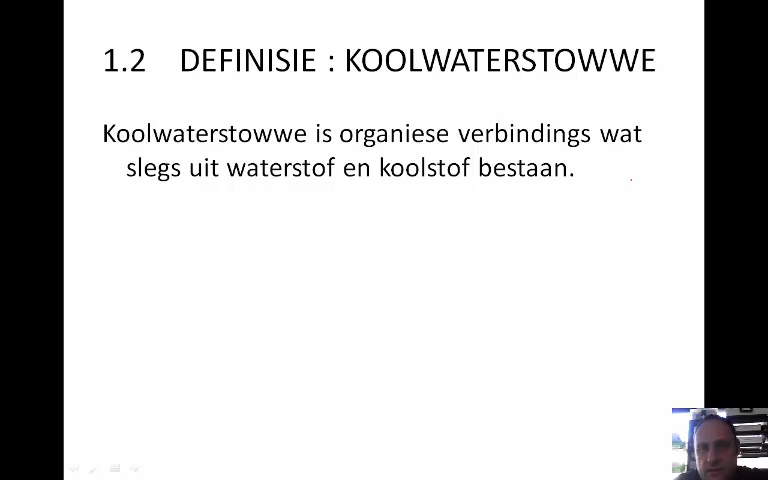 1.2 DEFINISIE : KOOLWATERSTOWWE
Koolwaterstowwe is organiese verbindings wat
slegs uit waterstof en koolstof bestaan.